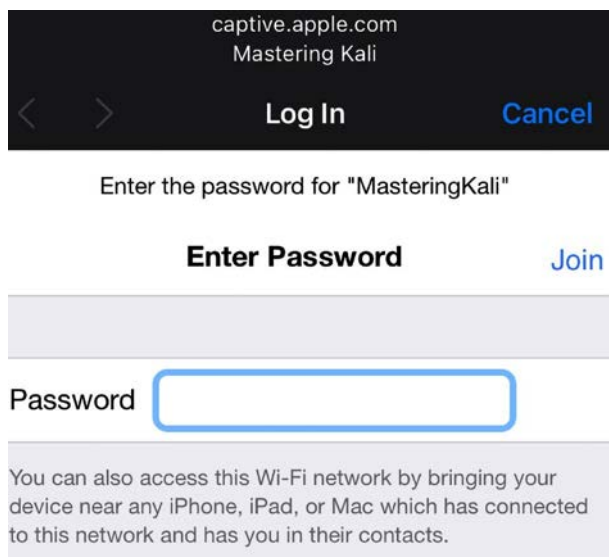 captive.apple.com
Mastering Kali
Log In Cancel
Enter the password for "MasteringKali"
Enter Password Join
Password
You can also access this Wi-Fi network by bringing your
device near any iPhone, iPad, or Mac which has connected
to this network and has you in their contacts.